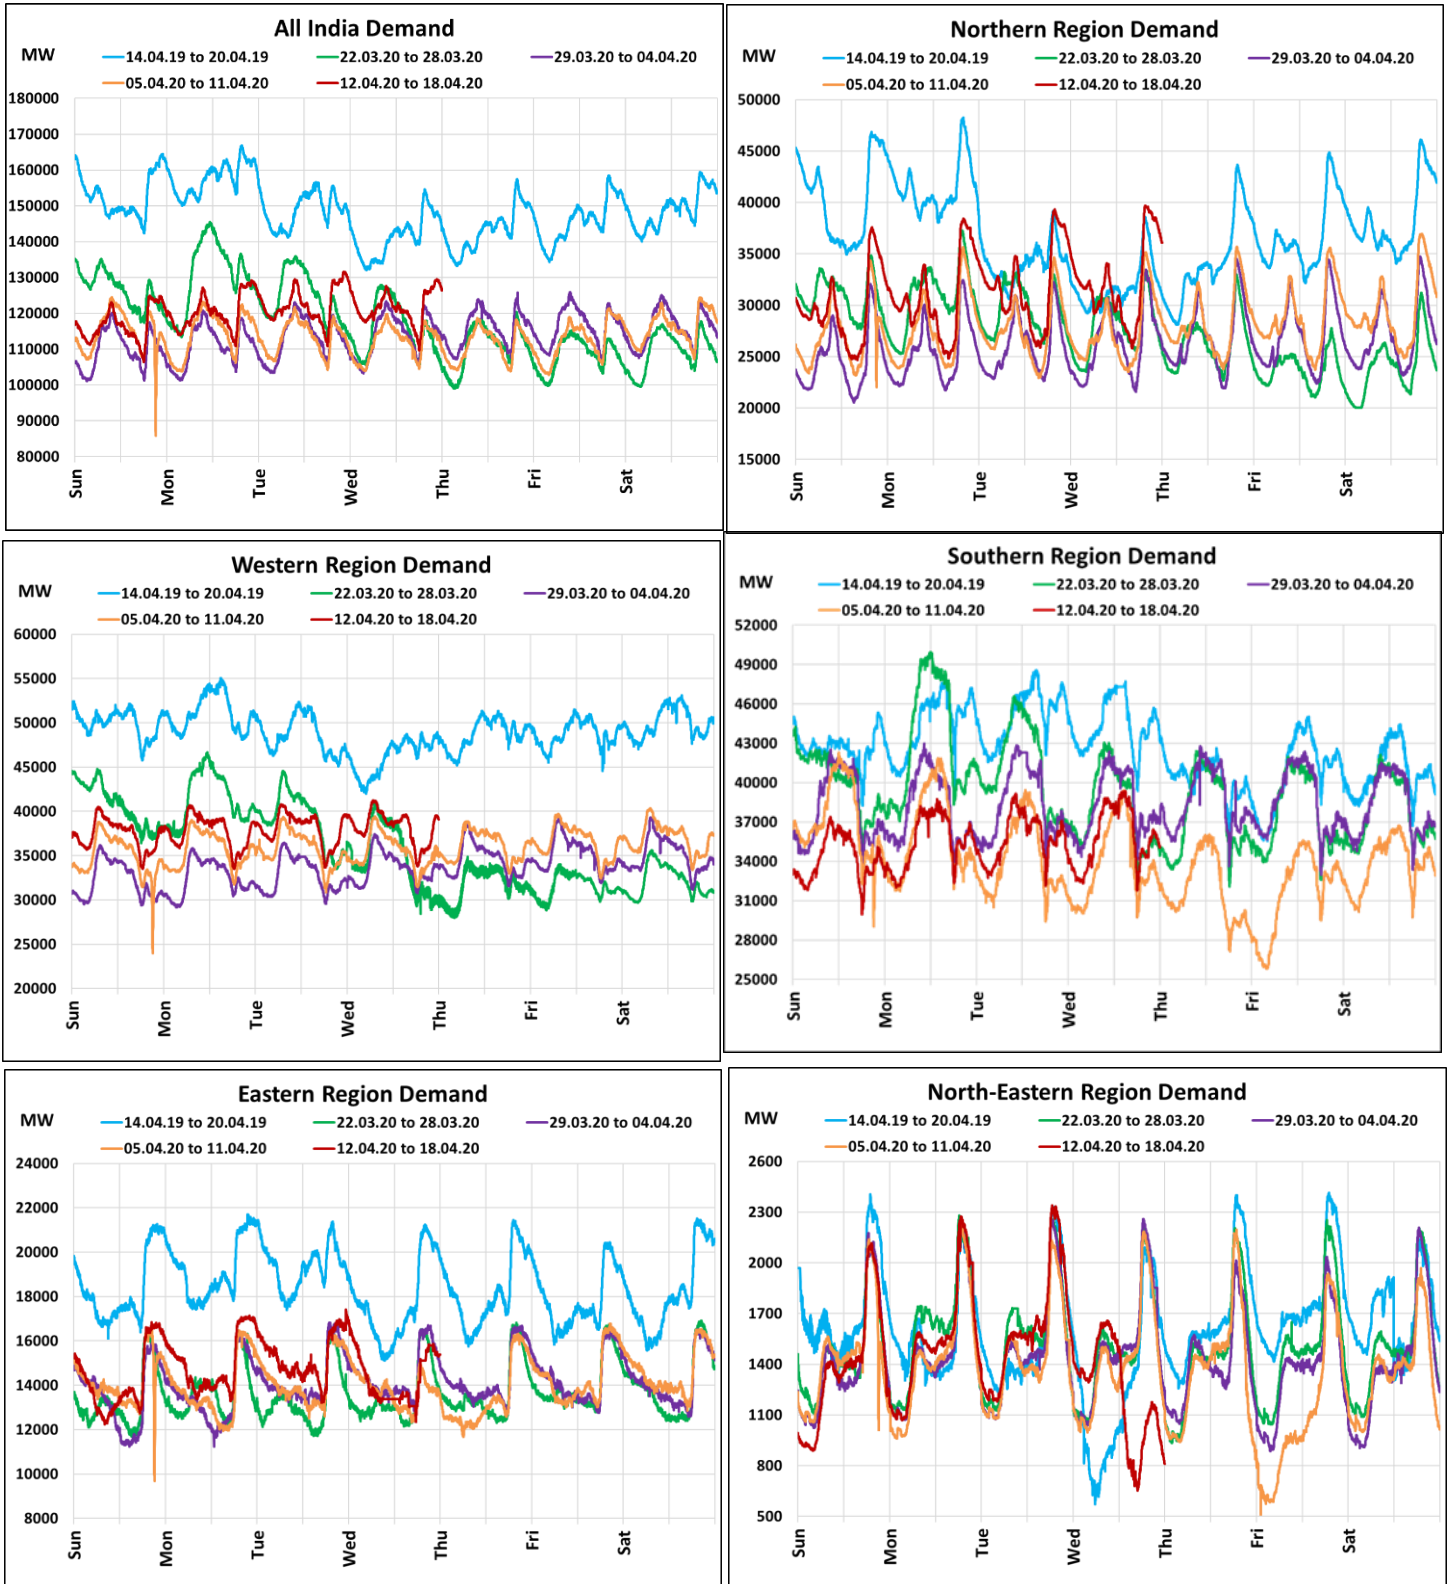 All India Demand
MW
14.04.19 to 20.04.19 22.03.20 to 28.03.20 29.03.20 to 04.04.20
05.04.20 to 11.04.20 12.04.20 to 18.04.20
180000
170000
160000
150000
140000
130000
120000
110000
100000
90000
80000
Sun Mon Tue Wed Thu Fri Sat
Northern Region Demand
MW
14.04.19 to 20.04.19 22.03.20 to 28.03.20 29.03.20 to 04.04.20
05.04.20 to 11.04.20 12.04.20 to 18.04.20
50000
45000
40000
35000
30000
25000
20000
15000
Sun Mon Tue Wed Thu Fri Sat
Western Region Demand
MW
14.04.19 to 20.04.19 22.03.20 to 28.03.20 29.03.20 to 04.04.20
05.04.20 to 11.04.20 12.04.20 to 18.04.20
60000
55000
50000
45000
40000
35000
30000
25000
20000
Sun Mon Tue Wed Thu Fri Sat
Southern Region Demand
MW
14.04.19 to 20.04.19 22.03.20 to 28.03.20 29.03.20 to 04.04.20
05.04.20 to 11.04.20 12.04.20 to 18.04.20
52000
49000
46000
43000
40000
37000
34000
31000
28000
25000
Sun Mon Tue Wed Thu Fri Sat
Eastern Region Demand
MW
14.04.19 to 20.04.19 22.03.20 to 28.03.20 29.03.20 to 04.04.20
05.04.20 to 11.04.20 12.04.20 to 18.04.20
24000
22000
20000
18000
16000
14000
12000
10000
8000
Sun Mon Tue Wed Thu Fri Sat
North-Eastern Region Demand
MW
14.04.19 to 20.04.19 22.03.20 to 28.03.20 29.03.20 to 04.04.20
05.04.20 to 11.04.20 12.04.20 to 18.04.20
2600
2300
2000
1700
1400
1100
800
500
Sun Mon Tue Wed Thu Fri Sat